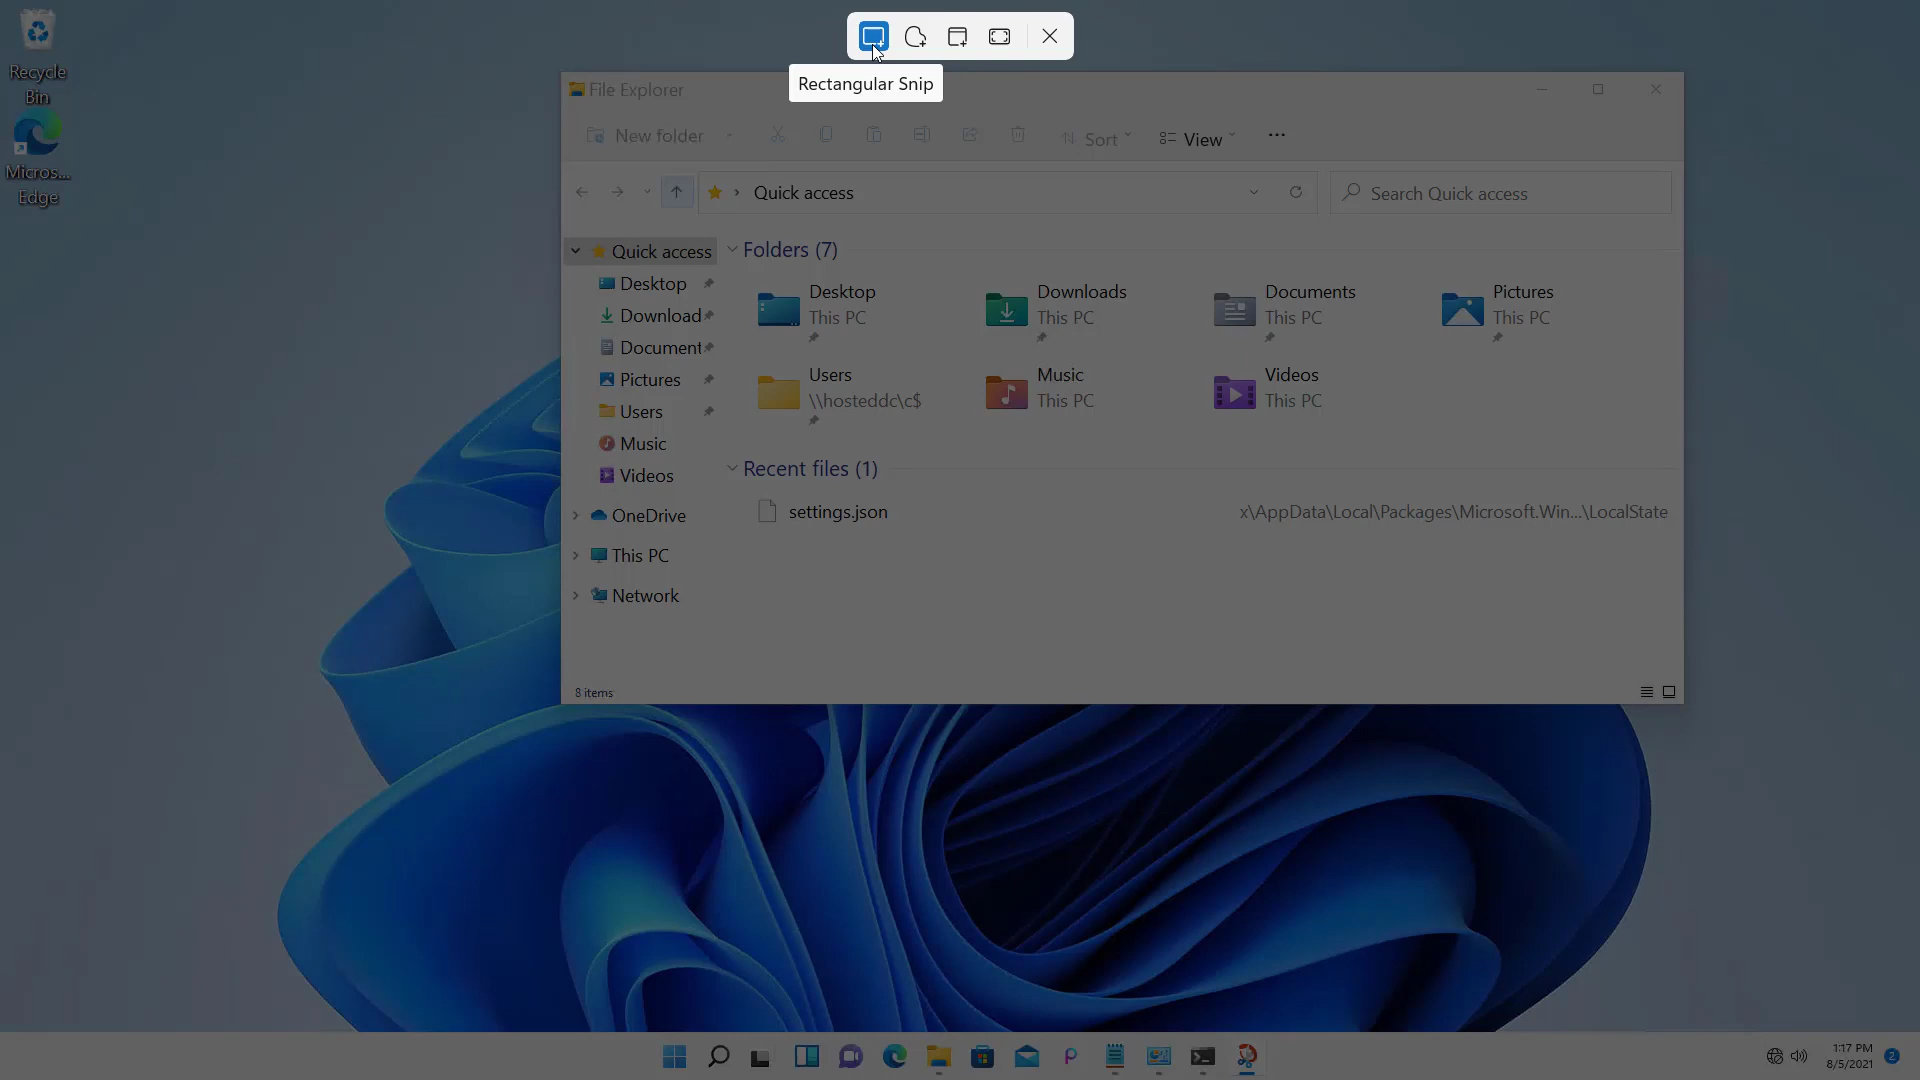 Rectangular Snip
Recycle
Bin
Micros...
Edge
File Explorer
New folder
Sort
View
Quick access
Search Quick access
Quick access
Desktop
Download
Document
Pictures
Users
Music
Videos
OneDrive
This PC
Network
Folders (7)
Desktop
This PC
Downloads
This PC
Documents
This PC
Pictures
This PC
Users
\\hosteddc\c$
Music
This PC
Videos
This PC
Recent files (1)
settings.json
x\AppData\Local\Packages\Microsoft.Win...\LocalState
8 items
1:17 PM
8/5/2021
2